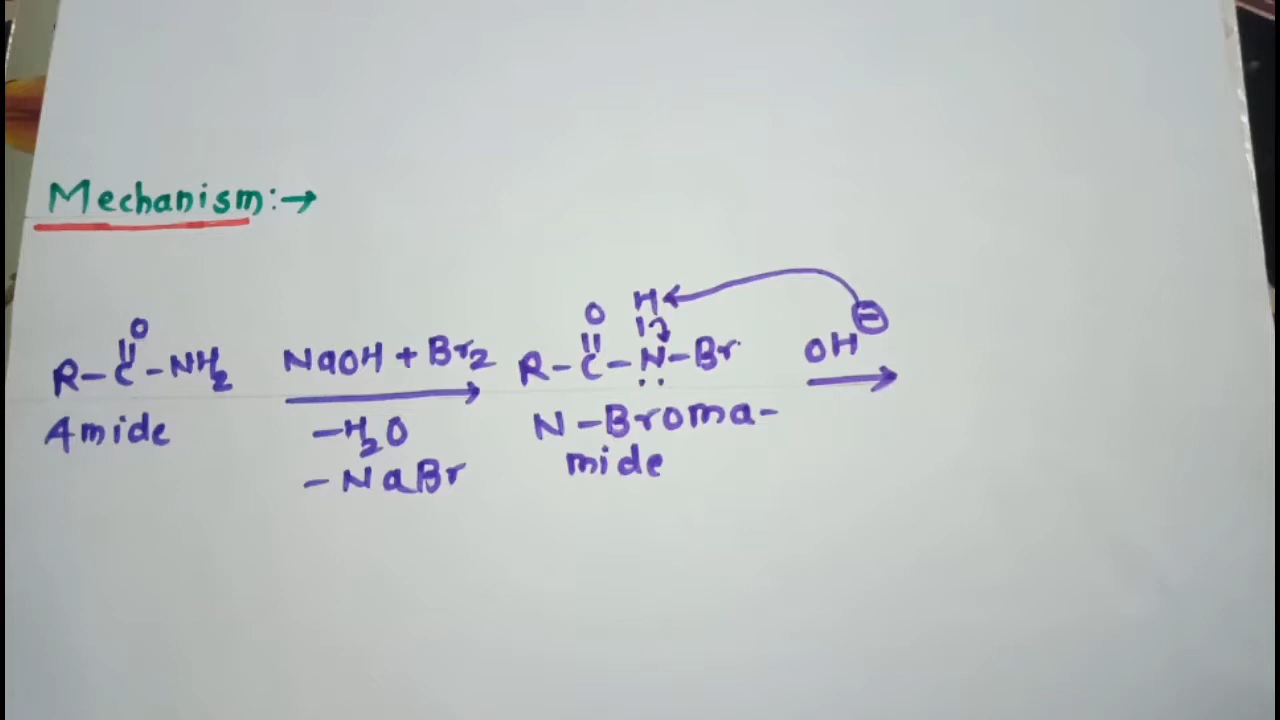 Mechanism:→
O
||
R-C-NH2
Amide
NaOH + Br2
-H2O
-NaBr
O H
|| |
R-C-N-Br
..
N-Broma-
mide
OH⊖